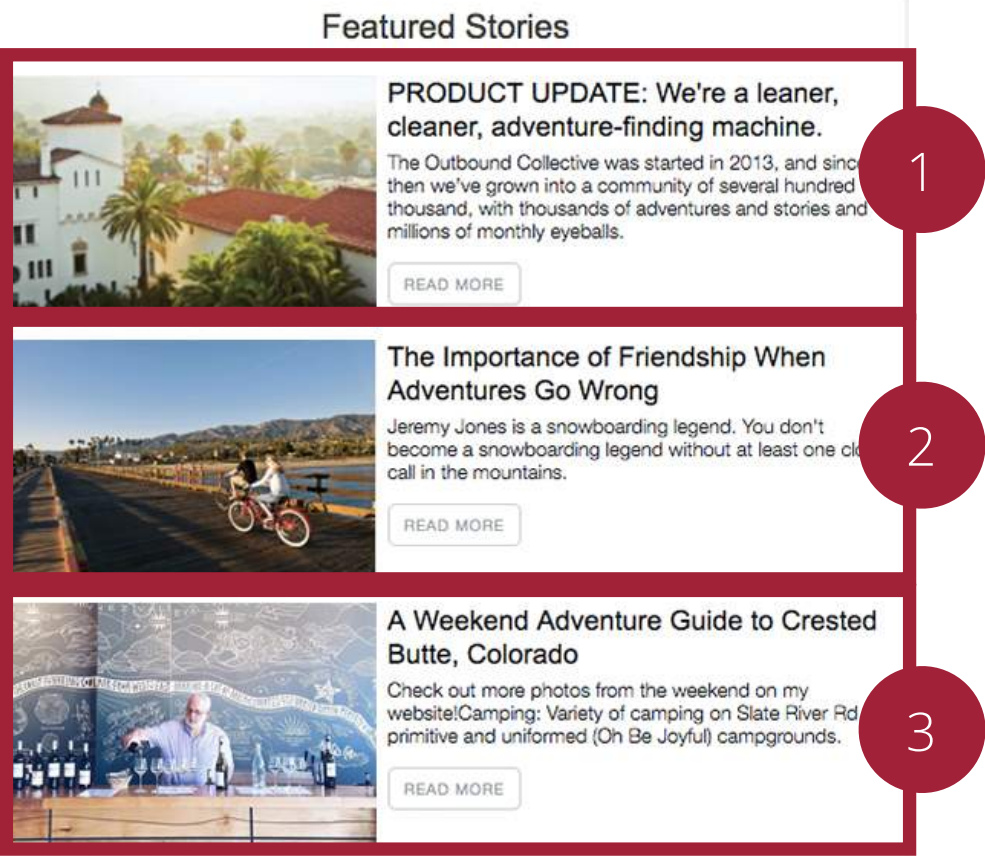 Featured Stories
PRODUCT UPDATE: We're a leaner,
cleaner, adventure-finding machine.
The Outbound Collective was started in 2013, and
then we've grown into a community of several hundred
thousand, with thousands of adventures and stories and
millions of monthly eyeballs.
READ MORE
1
The Importance of Friendship When
Adventures Go Wrong
Jeremy Jones is a snowboarding legend. You don't
become a snowboarding legend without at least one
call in the mountains.
READ MORE
2
A Weekend Adventure Guide to Crested
Butte, Colorado
Check out more photos from the weekend on my
website!Camping: Variety of camping on Slate River Rd
primitive and uniformed (Oh Be Joyful) campgrounds.
READ MORE
3